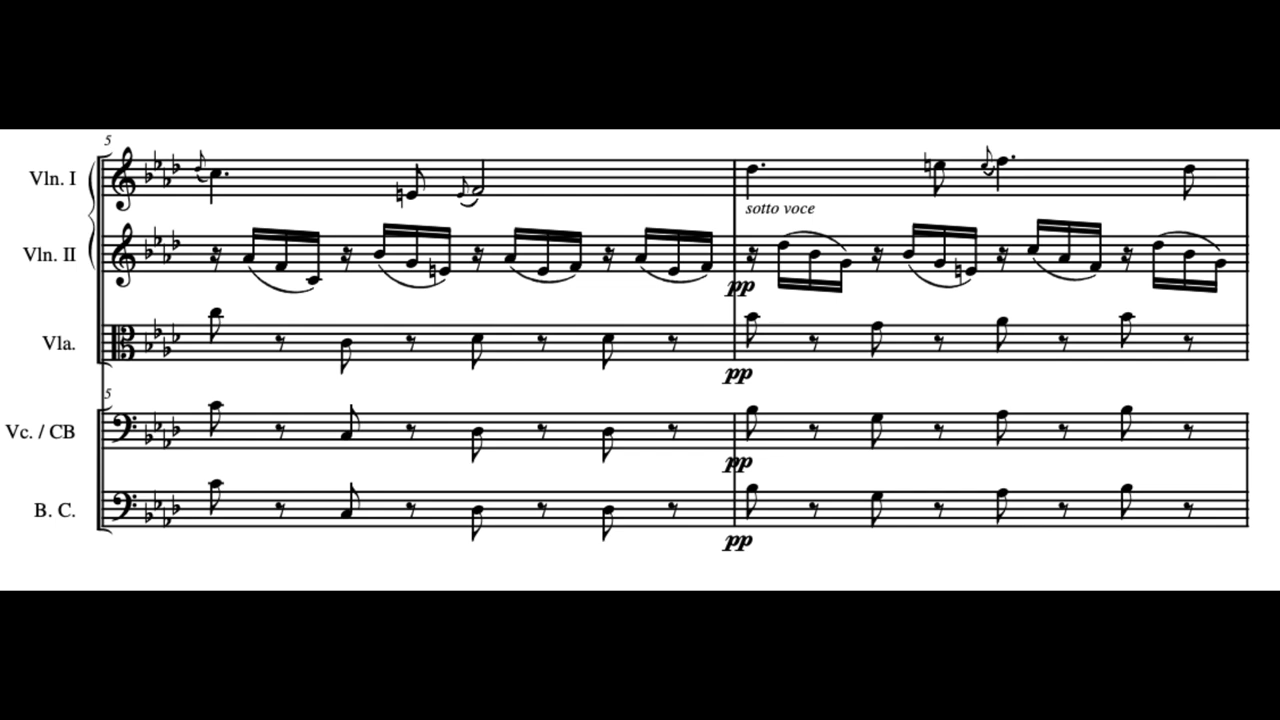 5
Vln. I
sotto voce
Vln. II
pp
Vla.
pp
5
Vc. / CB
pp
B. C.
pp